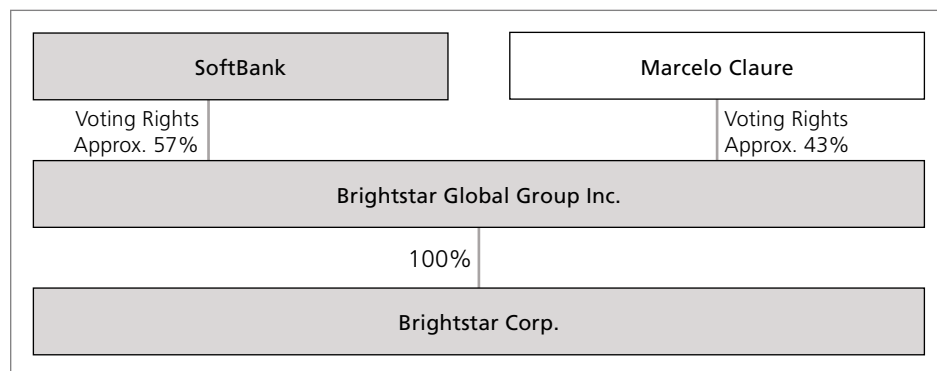 SoftBank
Marcelo Claure
Voting Rights
Approx. 57%
Voting Rights
Approx. 43%
Brightstar Global Group Inc.
100%
Brightstar Corp.